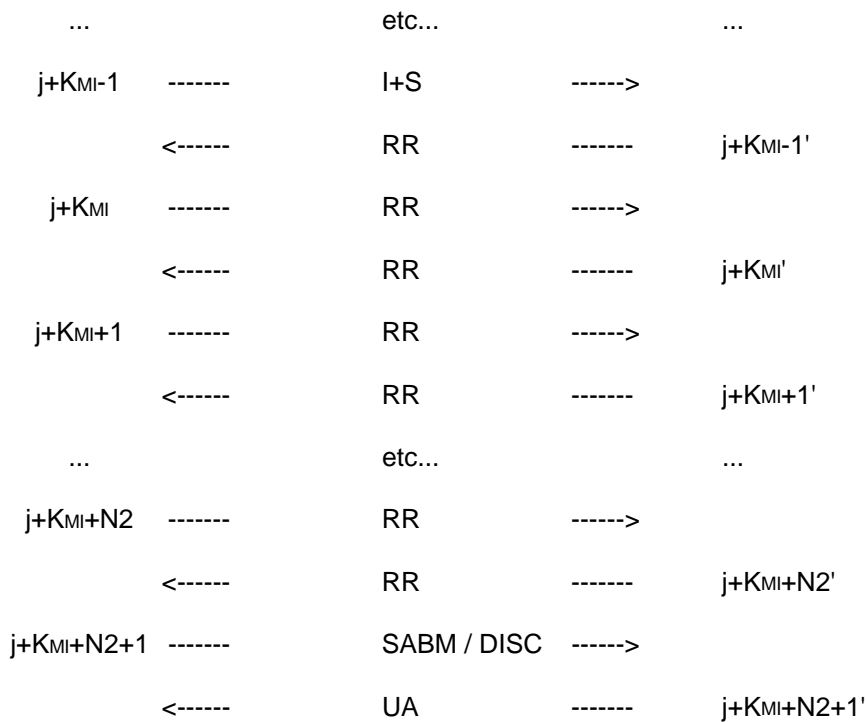 ... etc... ...
j+KMI-1 ------- I+S ------>
<------ RR ------- j+KMI-1'
j+KMI ------- RR ------>
<------ RR ------- j+KMI'
j+KMI+1 ------- RR ------>
<------ RR ------- j+KMI+1'
... etc... ...
j+KMI+N2 ------- RR ------>
<------ RR ------- j+KMI+N2'
j+KMI+N2+1 ------- SABM / DISC ------>
<------ UA ------- j+KMI+N2+1'